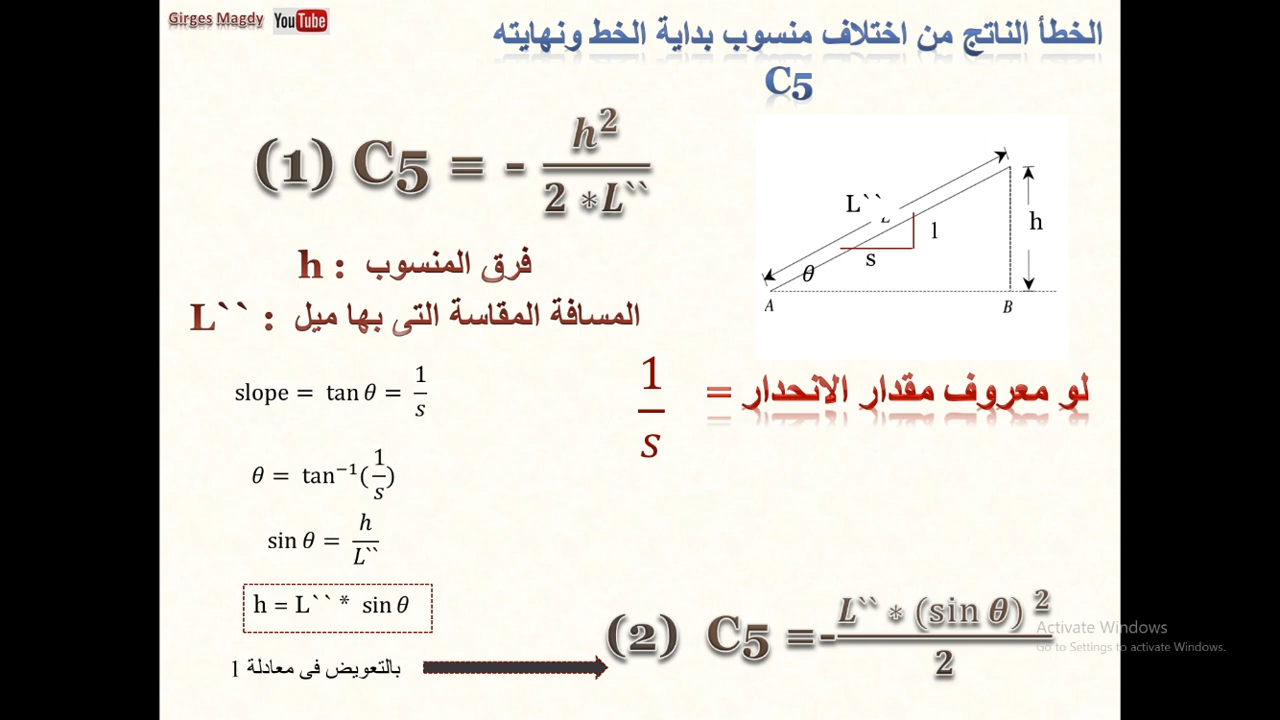 Girges Magdy YouTube
الخطأ الناتج من اختلاف منسوب بداية الخط ونهايته
C5
(1) C5 = - h² / 2 *L``
h : فرق المنسوب
L`` : المسافة المقاسة التى بها ميل
L``
L
1
s
h
θ
A
B
لو معروف مقدار الانحدار = 1/s
slope = tan θ = 1/s
θ = tan⁻¹(1/s)
sin θ = h/L``
h = L`` * sin θ
بالتعويض فى معادلة 1
(2) C5 =- L`` * (sin θ) ² / 2
Activate Windows
Go to Settings to activate Windows.